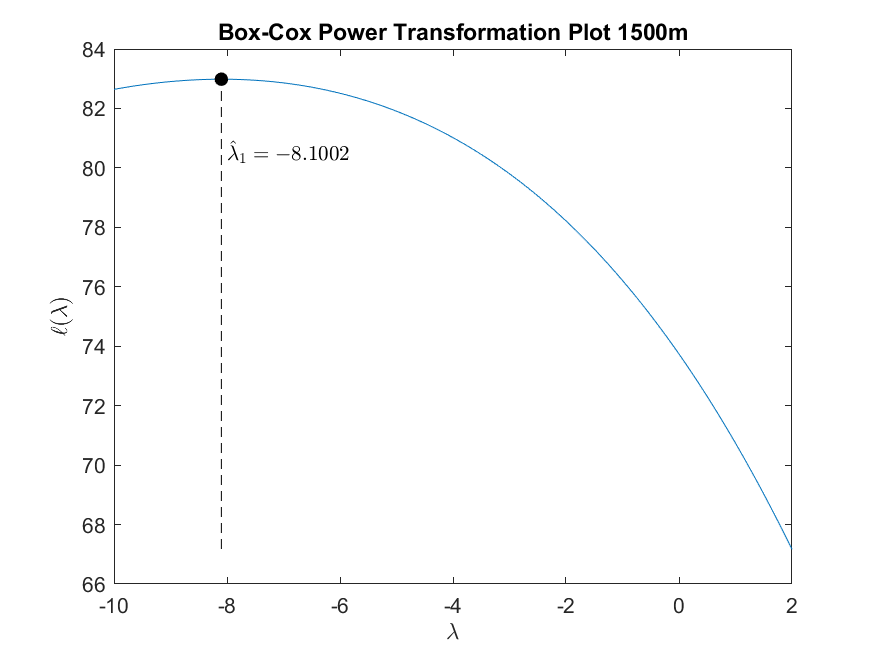 Box-Cox Power Transformation Plot 1500m
84
82
80
78
76
74
72
70
68
66
ℓ(λ)
λ̂₁ = −8.1002
-10 -8 -6 -4 -2 0 2
λ